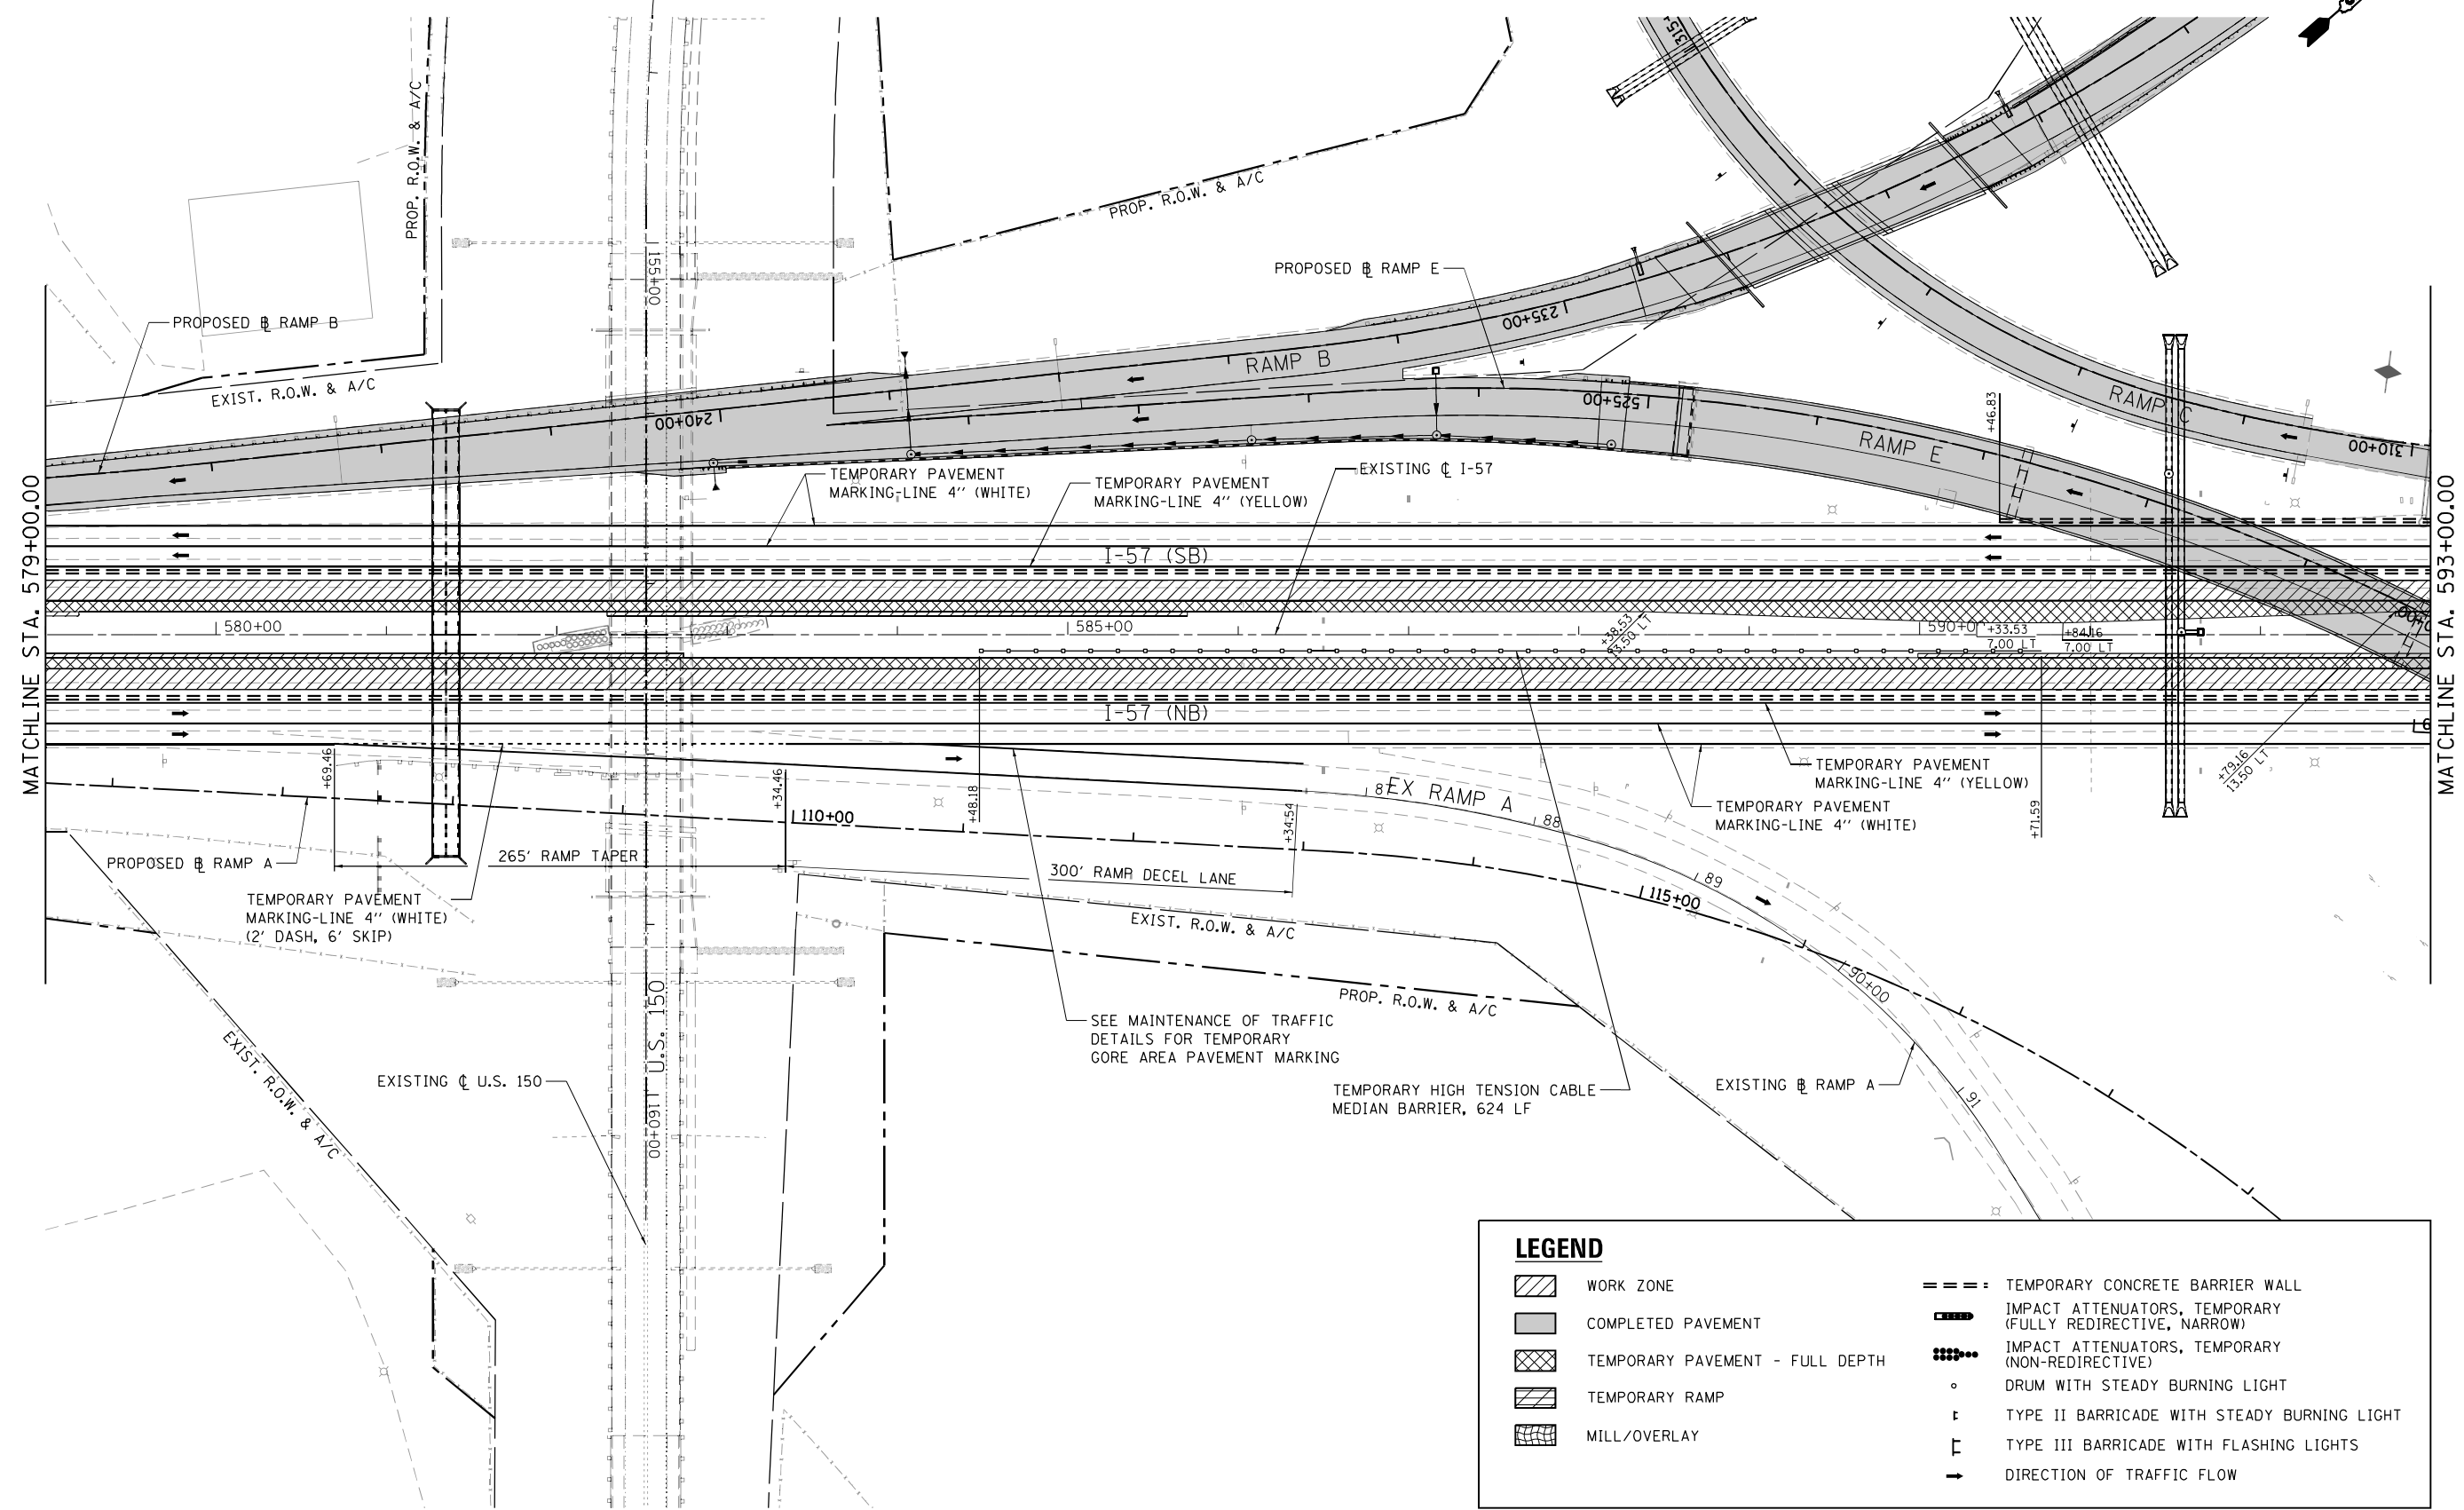 315+
PROP. R.O.W. & A/C
PROP. R.O.W. & A/C
155+00
PROPOSED ℄ RAMP E
PROPOSED ℄ RAMP B
235+00
RAMP B
EXIST. R.O.W. & A/C
240+00
525+00
RAMP E
RAMP C
310+00
+46.83
MATCHLINE STA. 579+00.00
MATCHLINE STA. 593+00.00
TEMPORARY PAVEMENT
MARKING-LINE 4" (WHITE)
TEMPORARY PAVEMENT
MARKING-LINE 4" (YELLOW)
EXISTING ℄ I-57
I-57 (SB)
580+00
585+00
590+00
+38.53
13.50 LT
+33.53
7.00 LT
+84.16
7.00 LT
I-57 (NB)
+69.46
+34.46
+48.18
+34.54
+71.59
+79.16
13.50 LT
TEMPORARY PAVEMENT
MARKING-LINE 4" (YELLOW)
TEMPORARY PAVEMENT
MARKING-LINE 4" (WHITE)
EX RAMP A
87
88
89
90+00
91
110+00
115+00
PROPOSED ℄ RAMP A
265' RAMP TAPER
300' RAMP DECEL LANE
TEMPORARY PAVEMENT
MARKING-LINE 4" (WHITE)
(2' DASH, 6' SKIP)
EXIST. R.O.W. & A/C
PROP. R.O.W. & A/C
EXIST. R.O.W. & A/C
U.S. 150
160+00
EXISTING ℄ U.S. 150
SEE MAINTENANCE OF TRAFFIC
DETAILS FOR TEMPORARY
GORE AREA PAVEMENT MARKING
TEMPORARY HIGH TENSION CABLE
MEDIAN BARRIER, 624 LF
EXISTING ℄ RAMP A
LEGEND
WORK ZONE
COMPLETED PAVEMENT
TEMPORARY PAVEMENT - FULL DEPTH
TEMPORARY RAMP
MILL/OVERLAY
TEMPORARY CONCRETE BARRIER WALL
IMPACT ATTENUATORS, TEMPORARY
(FULLY REDIRECTIVE, NARROW)
IMPACT ATTENUATORS, TEMPORARY
(NON-REDIRECTIVE)
DRUM WITH STEADY BURNING LIGHT
TYPE II BARRICADE WITH STEADY BURNING LIGHT
TYPE III BARRICADE WITH FLASHING LIGHTS
DIRECTION OF TRAFFIC FLOW